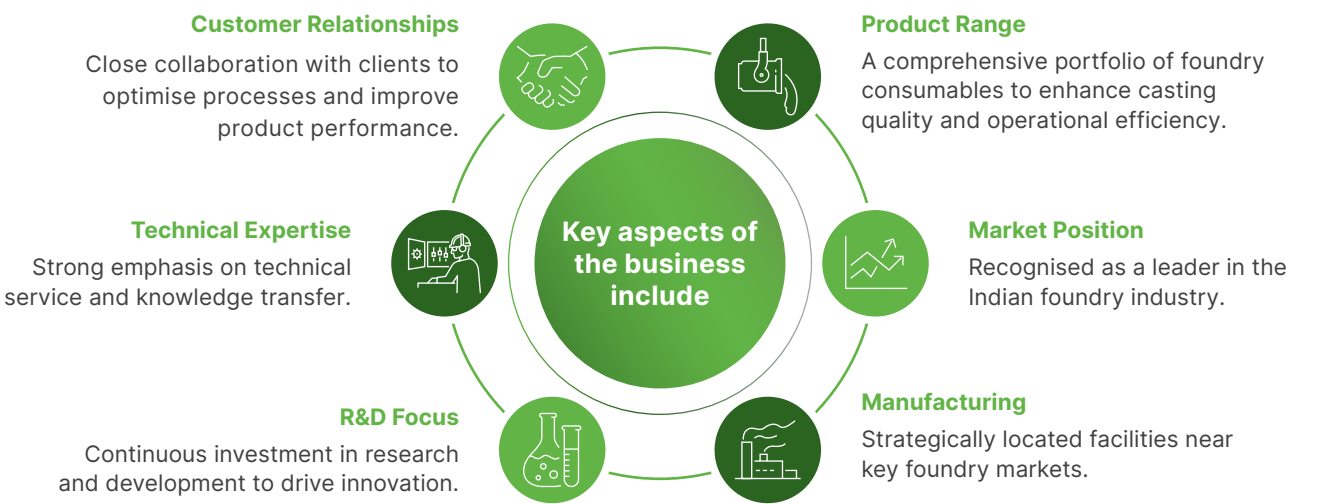 Customer Relationships
Close collaboration with clients to
optimise processes and improve
product performance.
Product Range
A comprehensive portfolio of foundry
consumables to enhance casting
quality and operational efficiency.
Technical Expertise
Strong emphasis on technical
service and knowledge transfer.
Key aspects of
the business
include
Market Position
Recognised as a leader in the
Indian foundry industry.
R&D Focus
Continuous investment in research
and development to drive innovation.
Manufacturing
Strategically located facilities near
key foundry markets.